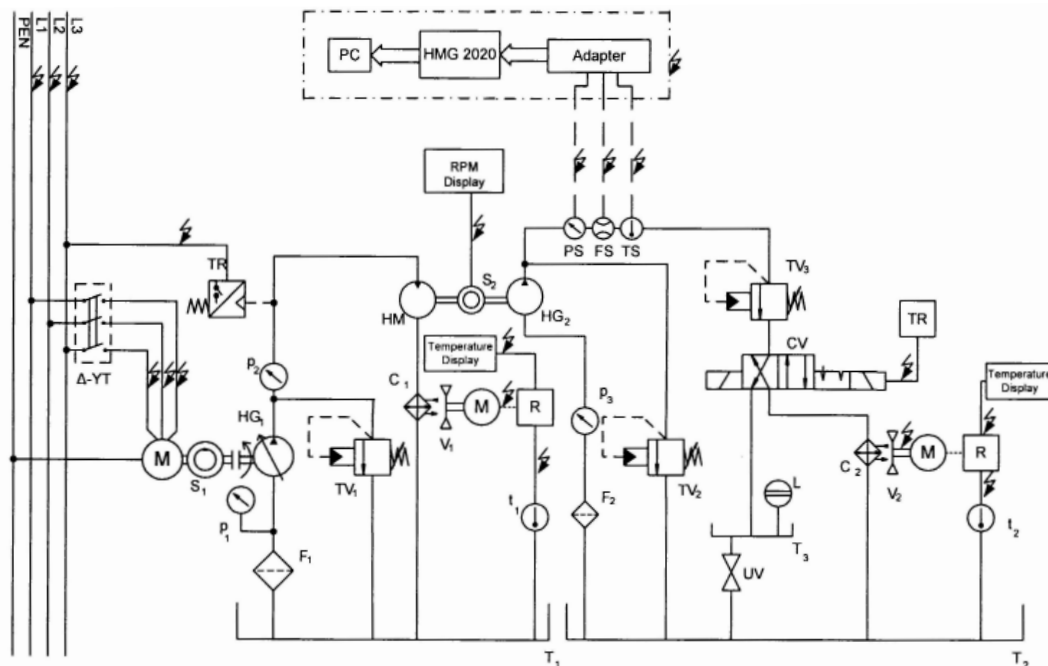 PEN
L1
L2
L3
PC
HMG 2020
Adapter
RPM
Display
PS
FS
TS
TR
HM
S2
HG2
TV3
Δ-YT
p2
Temperature
Display
CV
TR
C1
M
R
V1
p3
Temperature
Display
HG1
M
S1
TV1
TV2
C2
M
R
V2
L
p1
t1
F2
t2
F1
T3
UV
T1
T2